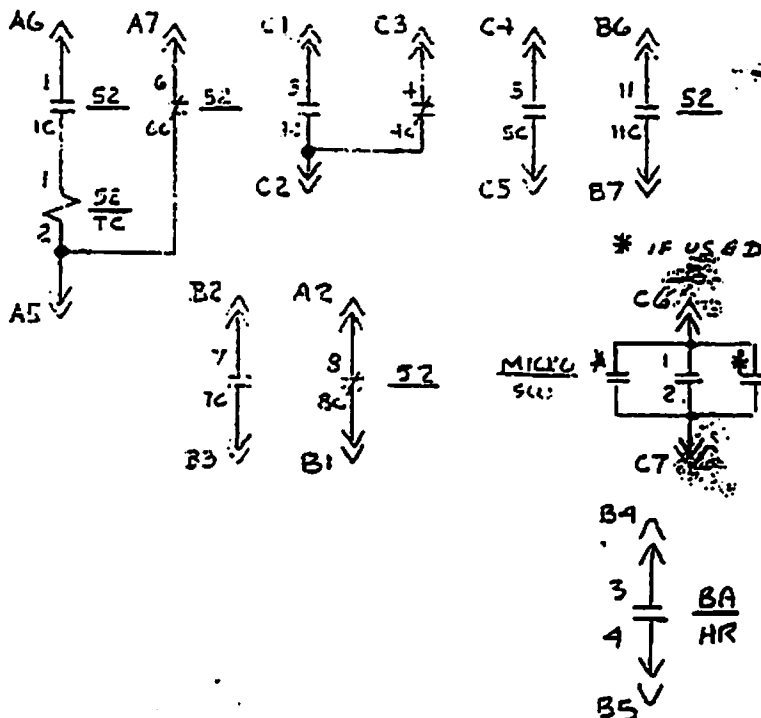 A6 A7 C1 C3 C4 B6
1 6 3 4 5 11
52 52 52
1C 6C 5C 11C
1 52
TC
2
C2 C5 B7
A5
* IF USED
B2 A2 C6
7 8 52
7C 8C
MICRO * 1 *
2
B3 B1 C7
B4
3 BA
4 HR
B5